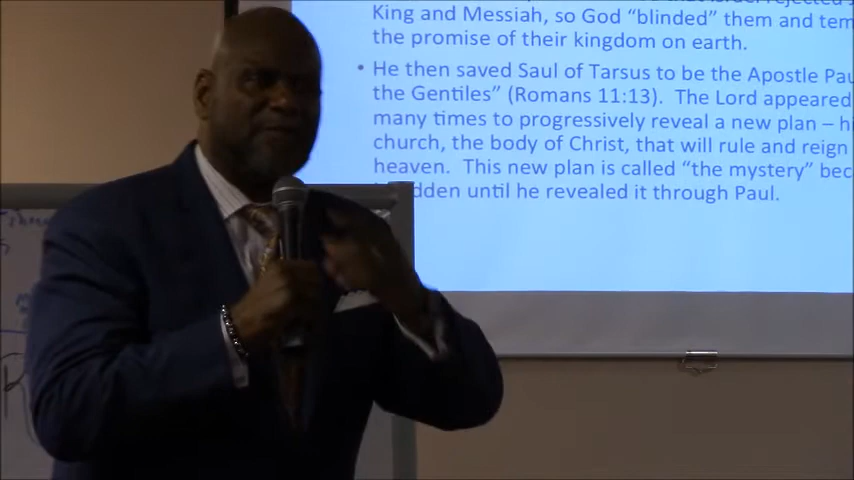 King and Messiah, so God “blinded” them and tem
the promise of their kingdom on earth.
• He then saved Saul of Tarsus to be the Apostle Pau
the Gentiles” (Romans 11:13). The Lord appeared
many times to progressively reveal a new plan – hi
church, the body of Christ, that will rule and reign
heaven. This new plan is called “the mystery” bec
dden until he revealed it through Paul.